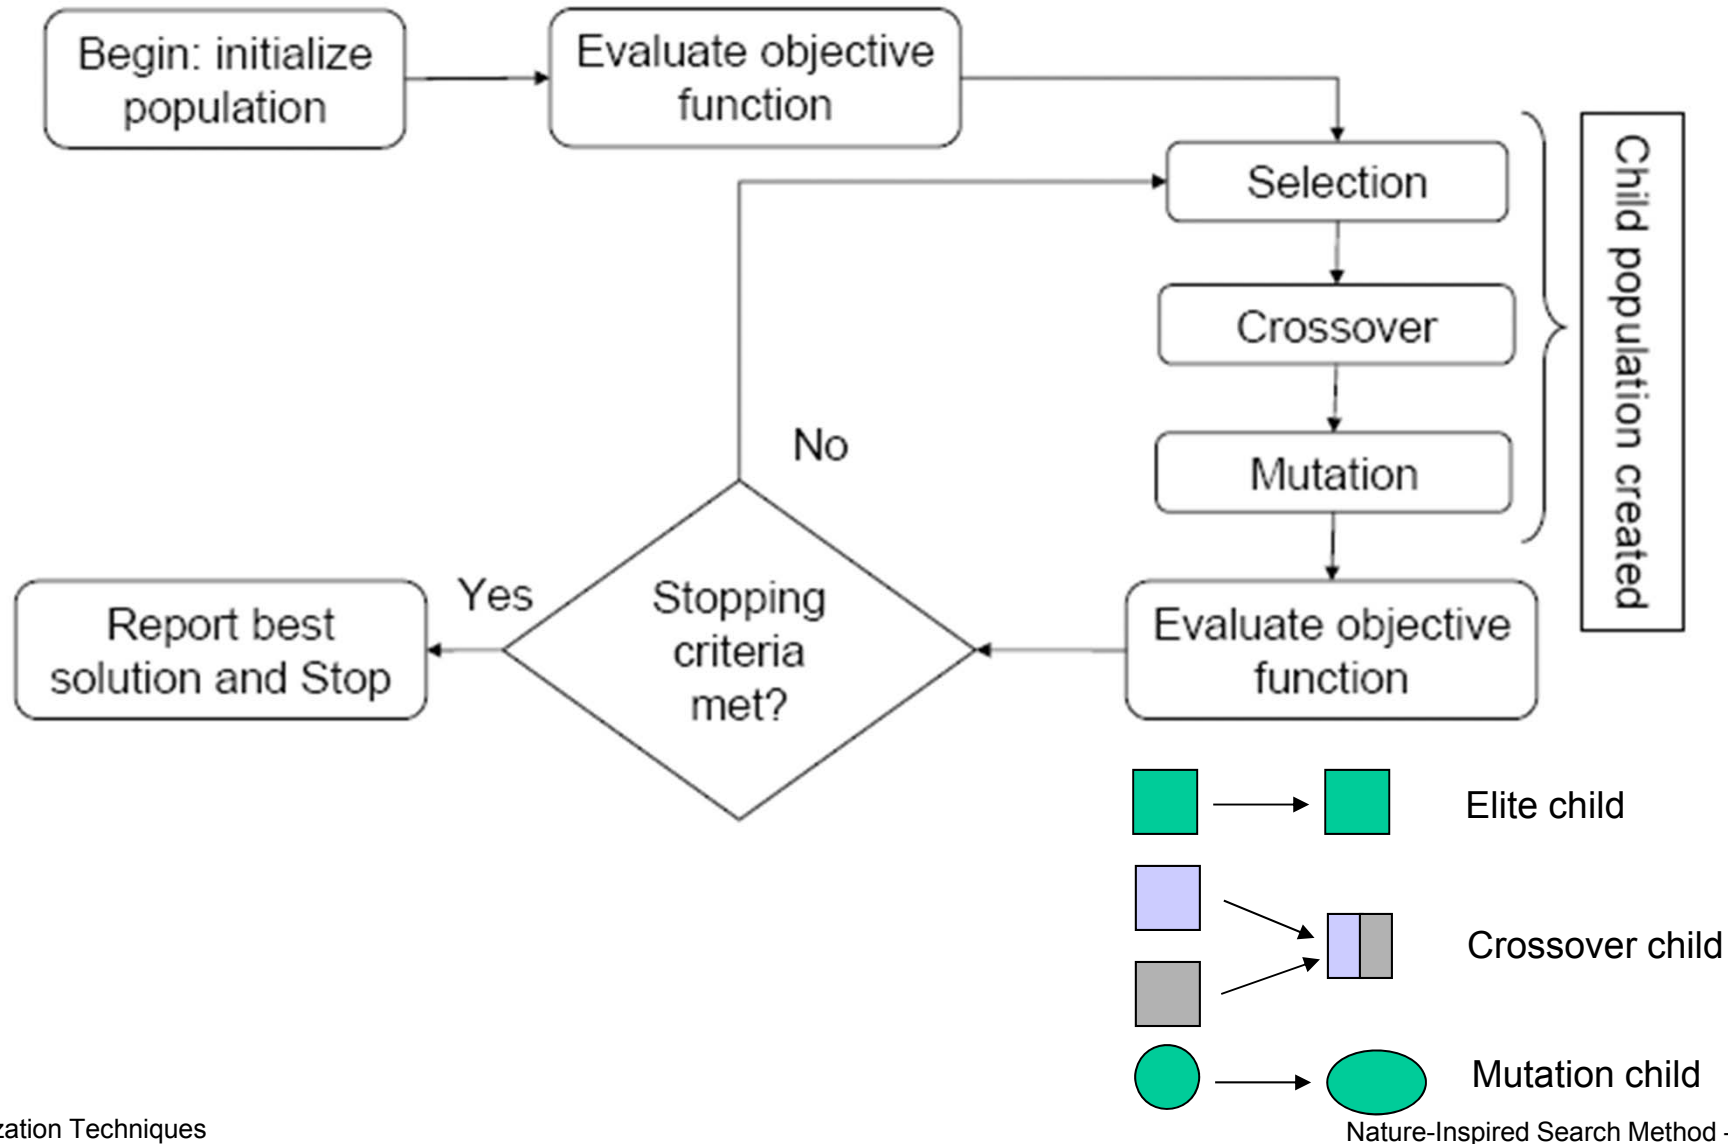 Begin: initialize
population
Evaluate objective
function
Selection
Crossover
Mutation
Child population created
Evaluate objective
function
No
Stopping
criteria
met?
Yes
Report best
solution and Stop
Elite child
Crossover child
Mutation child
Techniques
Nature-Inspired Search Method -